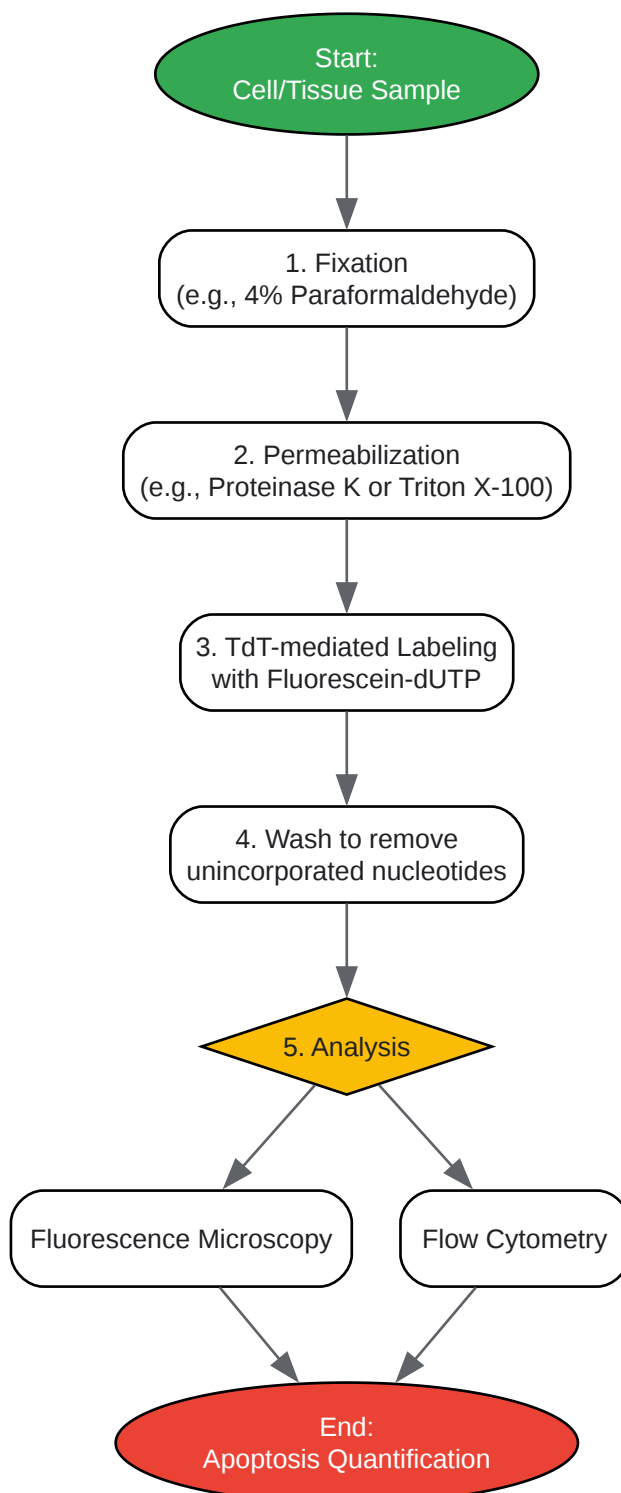 Start:
Cell/Tissue Sample
1. Fixation
(e.g., 4% Paraformaldehyde)
2. Permeabilization
(e.g., Proteinase K or Triton X-100)
3. TdT-mediated Labeling
with Fluorescein-dUTP
4. Wash to remove
unincorporated nucleotides
5. Analysis
Fluorescence Microscopy
Flow Cytometry
End:
Apoptosis Quantification